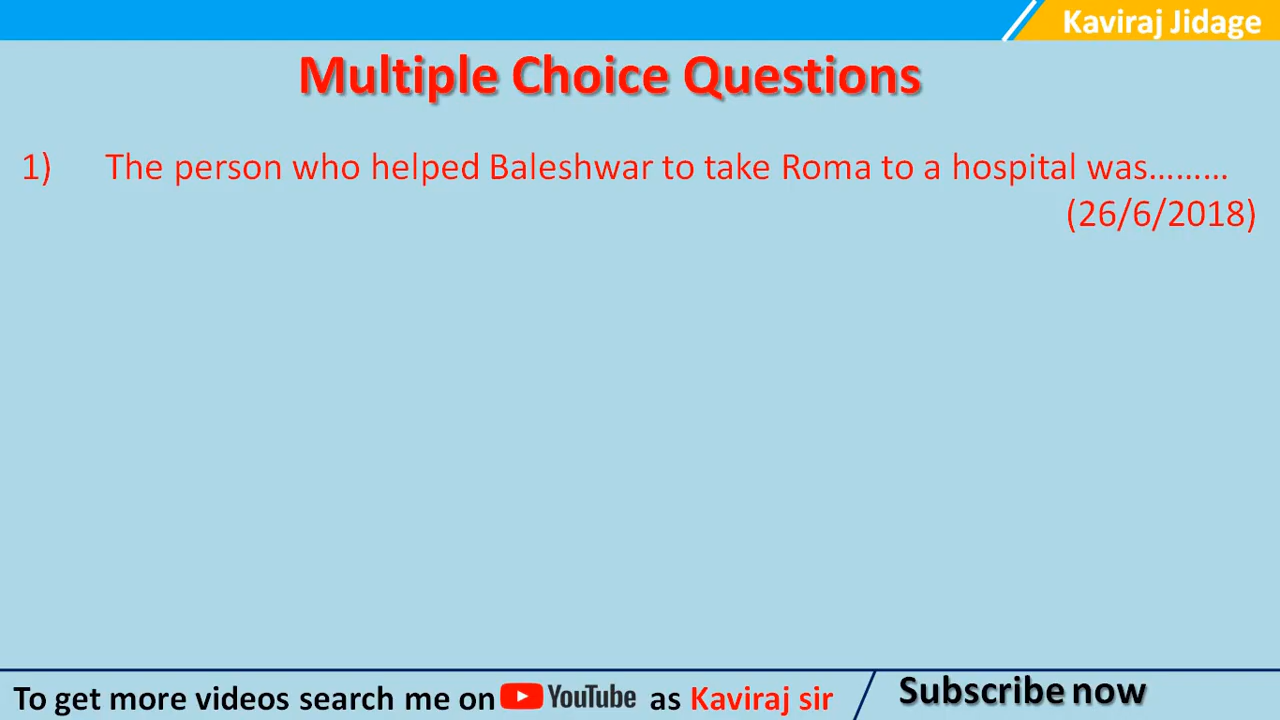 Kaviraj Jidage
Multiple Choice Questions
1) The person who helped Baleshwar to take Roma to a hospital was………
(26/6/2018)
To get more videos search me on YouTube as Kaviraj sir
Subscribe now